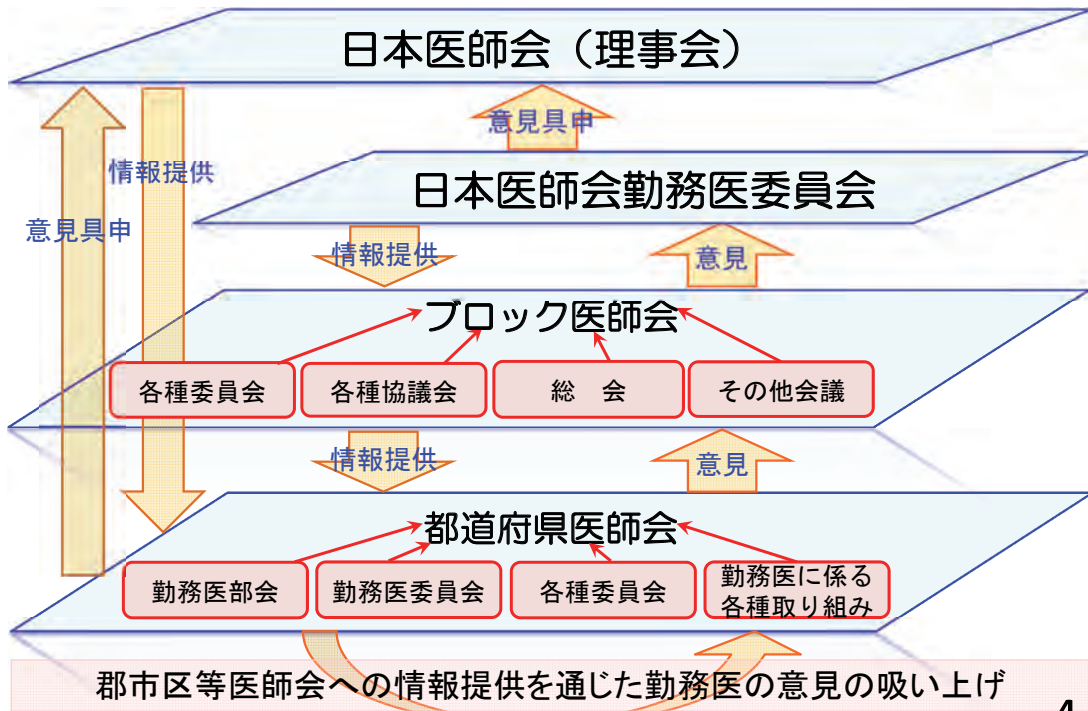 日本医師会（理事会）
意見具申
情報提供
意見具申
日本医師会勤務医委員会
情報提供
意見
ブロック医師会
各種委員会
各種協議会
総　会
その他会議
情報提供
意見
都道府県医師会
勤務医部会
勤務医委員会
各種委員会
勤務医に係る
各種取り組み
郡市区等医師会への情報提供を通じた勤務医の意見の吸い上げ
4